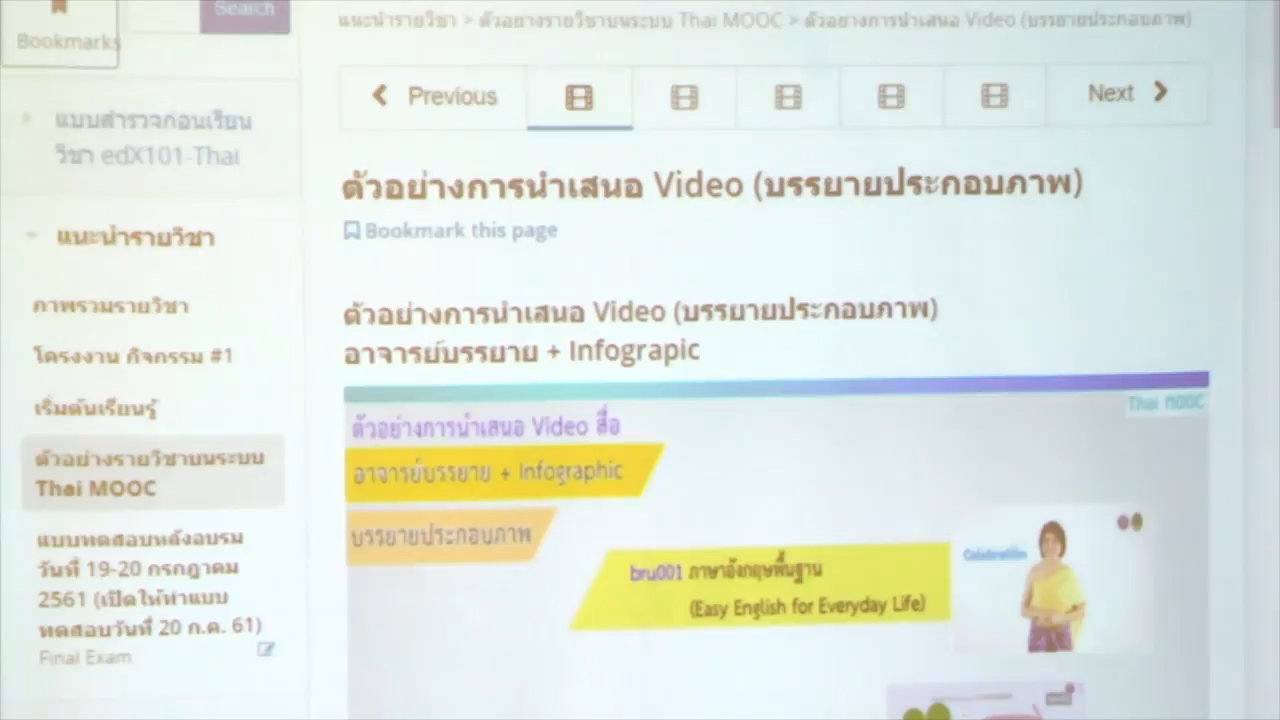 Search
Bookmarks
แนะนำรายวิชา > ตัวอย่างรายวิชาบนระบบ Thai MOOC > ตัวอย่างการนำเสนอ Video (บรรยายประกอบภาพ)
Previous
Next
แบบสำรวจก่อนเรียน
วิชา edX101-Thai
แนะนำรายวิชา
ภาพรวมรายวิชา
โครงงาน กิจกรรม #1
เริ่มต้นเรียนรู้
ตัวอย่างรายวิชาบนระบบ
Thai MOOC
แบบทดสอบหลังอบรม
วันที่ 19-20 กรกฎาคม
2561 (เปิดให้ทำแบบ
ทดสอบวันที่ 20 ก.ค. 61)
Final Exam
ตัวอย่างการนำเสนอ Video (บรรยายประกอบภาพ)
Bookmark this page
ตัวอย่างการนำเสนอ Video (บรรยายประกอบภาพ)
อาจารย์บรรยาย + Infograpic
Thai MOOC
ตัวอย่างการนำเสนอ Video สื่อ
อาจารย์บรรยาย + Infographic
บรรยายประกอบภาพ
bru001 ภาษาอังกฤษพื้นฐาน
(Easy English for Everyday Life)
Celebration